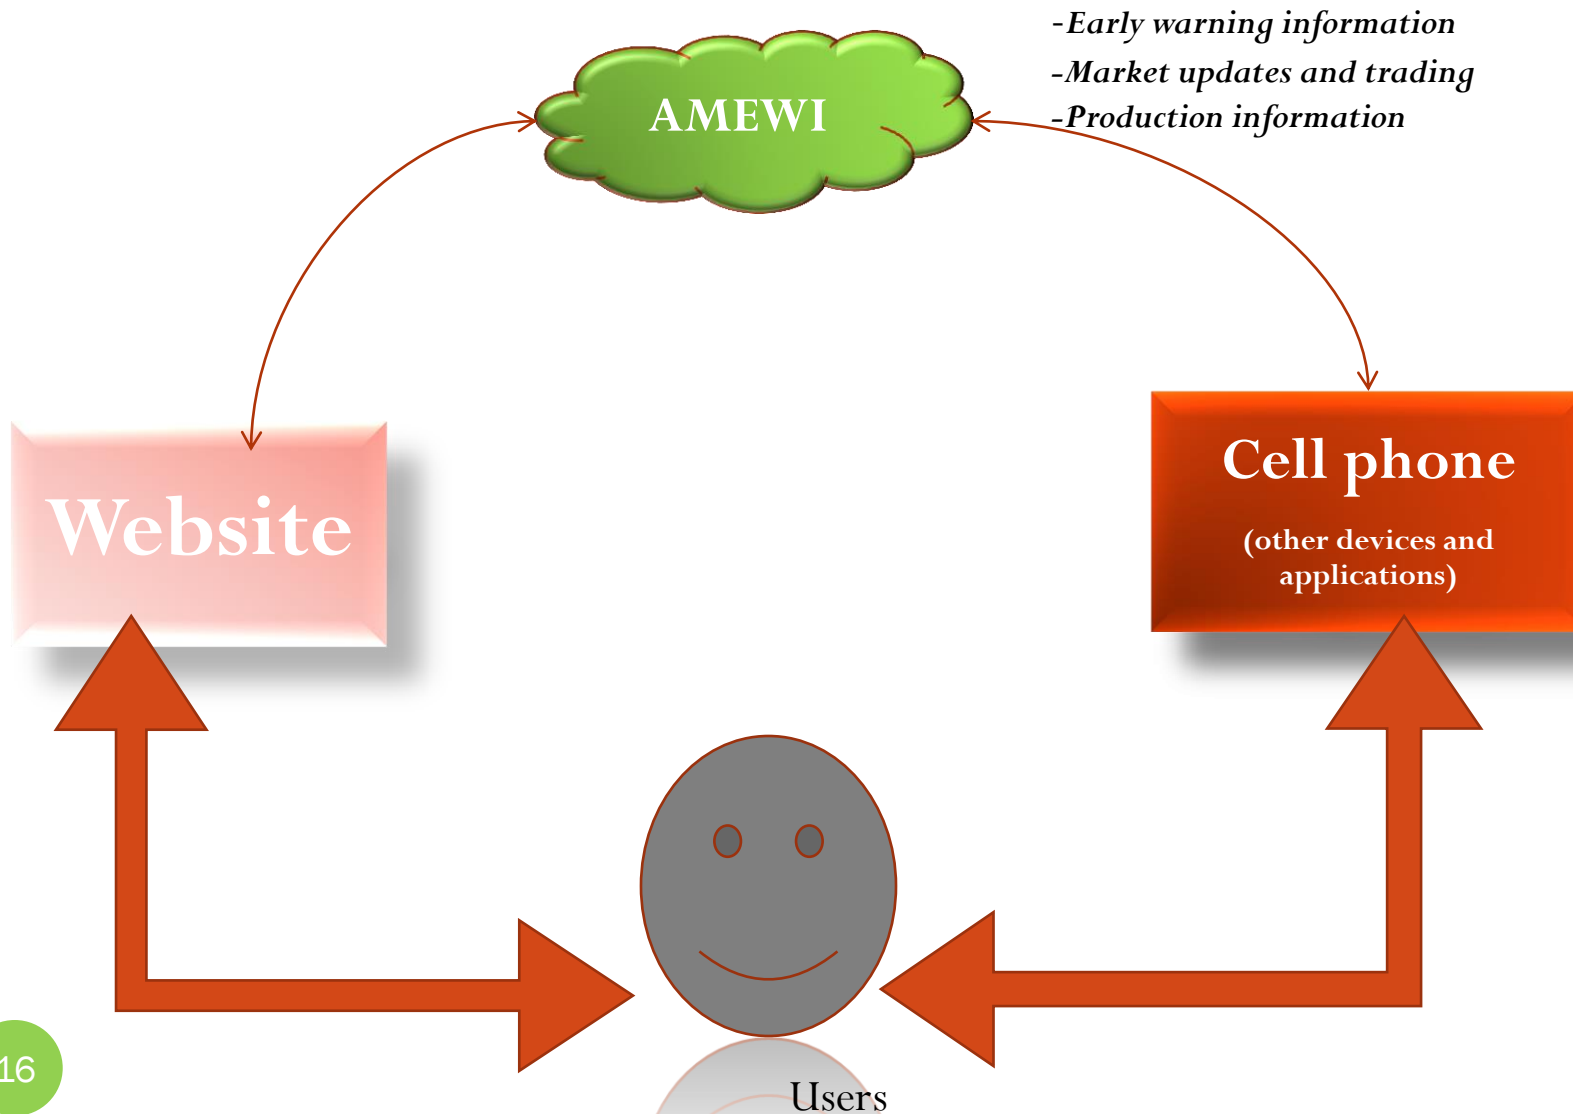 -Early warning information
-Market updates and trading
-Production information
AMEWI
Website
Cell phone
(other devices and
applications)
Users
16